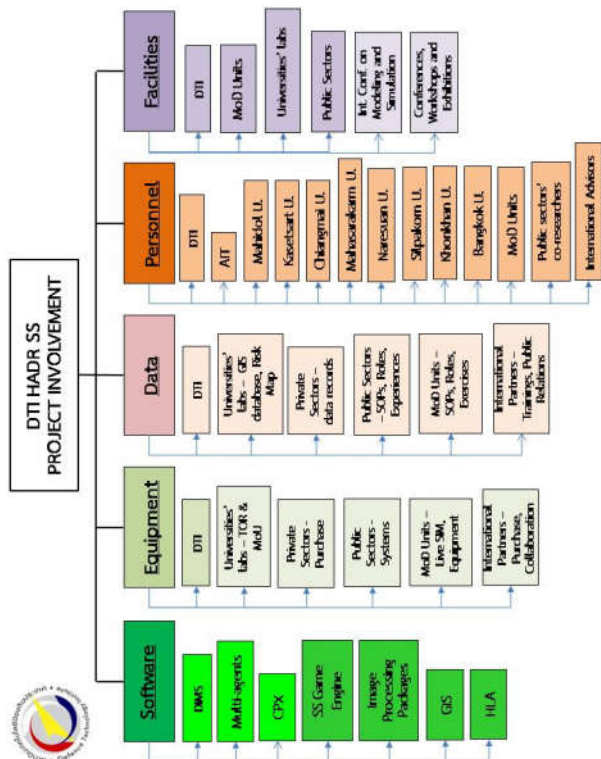 DTI HADR SS
PROJECT INVOLVEMENT
Software
DIMS
Multi-agents
CPX
SS Game
Engine
Image
Processing
Packages
GIS
HLA
Equipment
DTI
Universities'
labs – TOR &
MoU
Private
Sectors -
Purchase
Public
Sectors -
Systems
MoD Units –
Live SIM,
Equipment
International
Partners –
Purchase,
Collaboration
Data
DTI
Universities'
labs – GIS
database, Risk
Map
Private
Sectors –
data records
Public Sectors
– SOPs, Roles,
Experiences
MoD Units –
SOPs, Roles,
Exercises
International
Partners –
Trainings, Public
Relations
Personnel
DTI
AIT
Mahidol U.
Kasetsart U.
Chiangmai U.
Mahasarakarm U.
Naresuan U.
Silpakorn U.
Khonkhan U.
Bangkok U.
MoD Units
Public sectors'
co-researchers
International Advisors
Facilities
DTI
MoD Units
Universities' labs
Public Sectors
Int. Conf. on
Modeling and
Simulation
Conferences,
Workshops and
Exhibitions